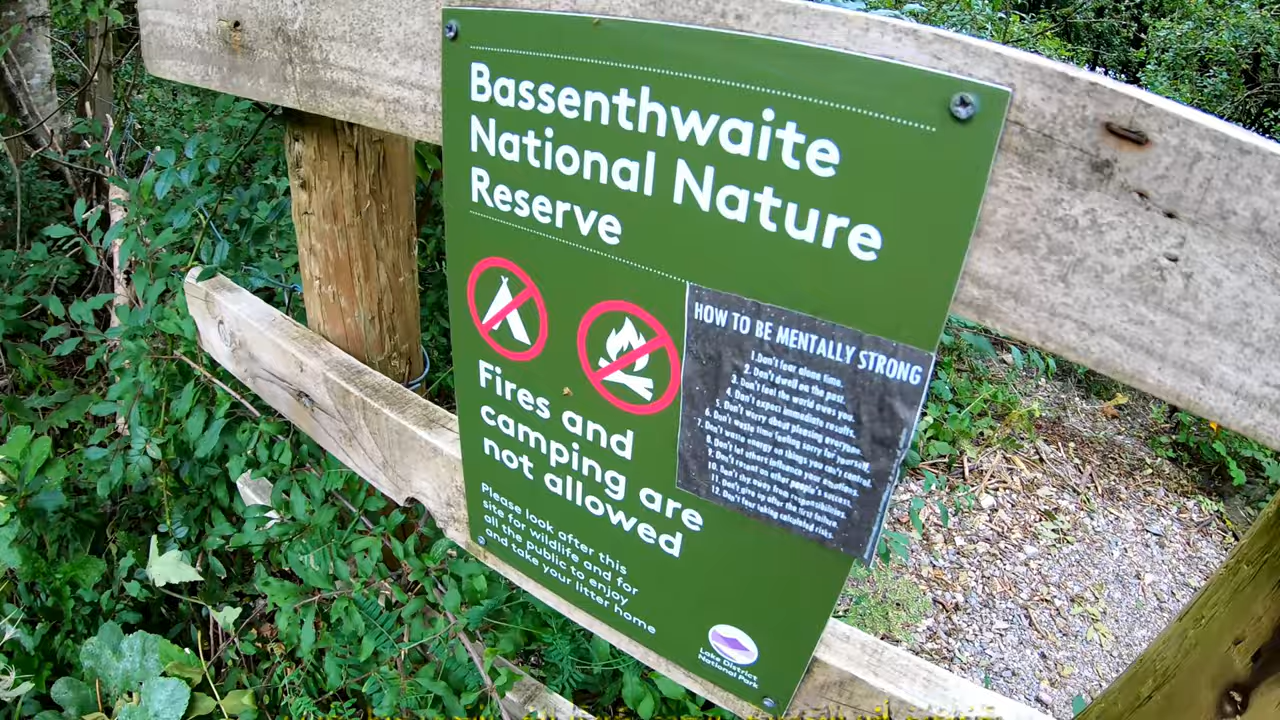 Bassenthwaite
National Nature
Reserve
Fires and
camping are
not allowed
Please look after this
site for wildlife and for
all the public to enjoy
and take your litter home
Lake District
National Park
HOW TO BE MENTALLY STRONG
1. Don't fear alone time.
2. Don't dwell on the past.
3. Don't feel the world owes you.
4. Don't expect immediate results.
5. Don't worry about pleasing everyone.
6. Don't waste time feeling sorry for yourself.
7. Don't waste energy on things you can't control.
8. Don't let others influence your emotions.
9. Don't resent an other people's success.
10. Don't shy away from responsibilities.
11. Don't give up after the first failure.
12. Don't fear taking calculated risks.